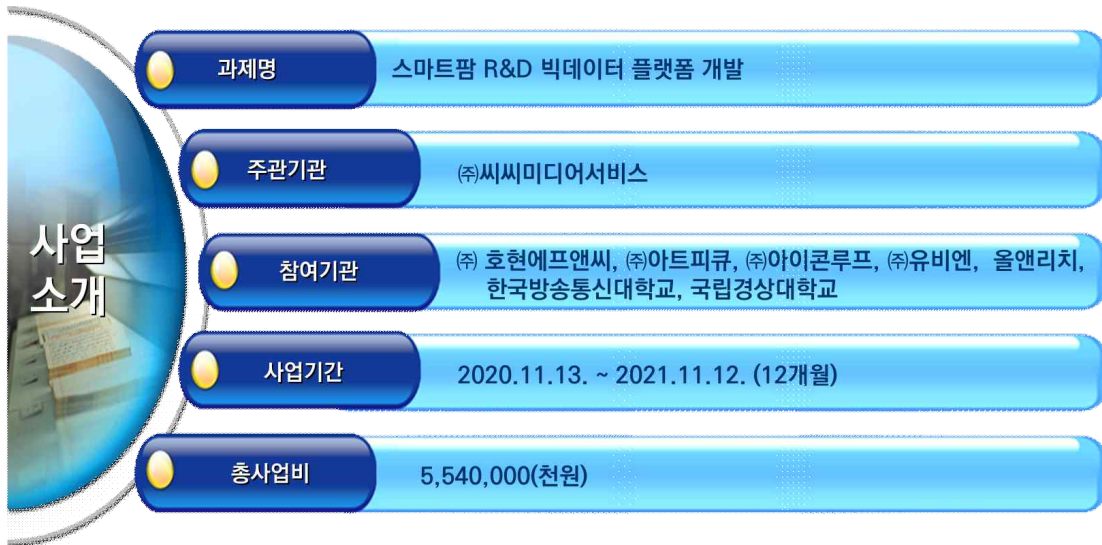 사업
소개
과제명
스마트팜 R&D 빅데이터 플랫폼 개발
주관기관
㈜씨씨미디어서비스
참여기관
㈜ 호현에프앤씨, ㈜아트피큐, ㈜아이콘루프, ㈜유비엔, 올앤리치,
한국방송통신대학교, 국립경상대학교
사업기간
2020.11.13. ~ 2021.11.12. (12개월)
총사업비
5,540,000(천원)